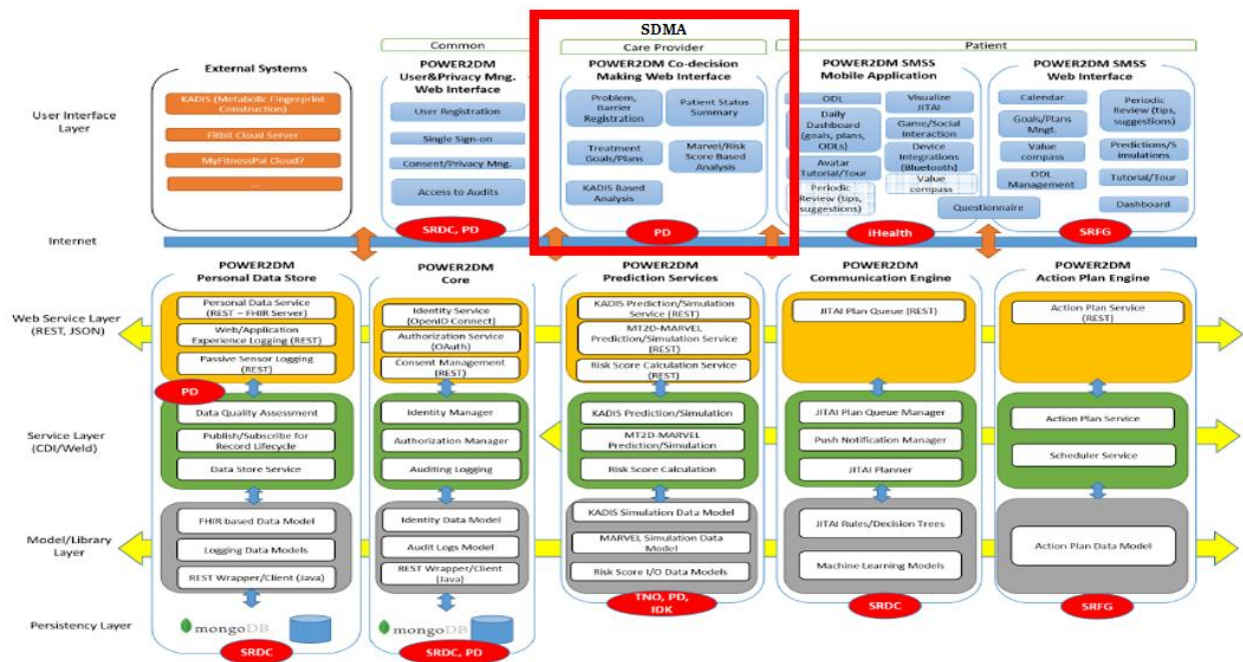 SDMA
Common
Care Provider
Patient
External Systems
KADIS (Metabolic Fingerprint
Construction)
Fitbit Cloud Server
MyFitnessPal Cloud?
...
POWER2DM
User&Privacy Mng.
Web Interface
User Registration
Single Sign-on
Consent/Privacy Mng.
Access to Audits
SRDC, PD
POWER2DM Co-decision
Making Web Interface
Problem,
Barrier
Registration
Patient Status
Summary
Treatment
Goals/Plans
Marvel/Risk
Score Based
Analysis
KADIS Based
Analysis
PD
POWER2DM SMSS
Mobile Application
ODL
Visualize
JITAI
Daily
Dashboard
(goals, plans,
ODLs)
Game/Social
Interaction
Device
Integrations
(Bluetooth)
Avatar
Tutorial/Tour
Value
compass
Periodic
Review (tips,
suggestions)
Questionnaire
iHealth
POWER2DM SMSS
Web Interface
Calendar
Periodic
Review (tips,
suggestions)
Goals/Plans
Mngt.
Value
compass
Predictions/S
imulations
ODL
Management
Tutorial/Tour
Dashboard
SRFG
User Interface
Layer
Internet
POWER2DM
Personal Data Store
POWER2DM
Core
POWER2DM
Prediction Services
POWER2DM
Communication Engine
POWER2DM
Action Plan Engine
Web Service Layer
(REST, JSON)
Personal Data Service
(REST – FHIR Server)
Web/Application
Experience Logging (REST)
Passive Sensor Logging
(REST)
PD
Identity Service
(OpenID Connect)
Authorization Service
(OAuth)
Consent Management
(REST)
KADIS Prediction/Simulation
Service (REST)
MT2D-MARVEL
Prediction/Simulation Service
(REST)
Risk Score Calculation Service
(REST)
JITAI Plan Queue (REST)
Action Plan Service
(REST)
Service Layer
(CDI/Weld)
Data Quality Assessment
Publish/Subscribe for
Record Lifecycle
Data Store Service
Identity Manager
Authorization Manager
Auditing Logging
KADIS Prediction/Simulation
MT2D-MARVEL
Prediction/Simulation
Risk Score Calculation
JITAI Plan Queue Manager
Push Notification Manager
JITAI Planner
Action Plan Service
Scheduler Service
Model/Library
Layer
FHIR based Data Model
Logging Data Models
REST Wrapper/Client (Java)
Identity Data Model
Audit Logs Model
REST Wrapper/Client
(Java)
KADIS Simulation Data Model
MARVEL Simulation Data
Model
Risk Score I/O Data Models
TNO, PD,
IDK
JITAI Rules/Decision Trees
Machine Learning Models
SRDC
Action Plan Data Model
SRFG
Persistency Layer
mongoDB
SRDC
mongoDB
SRDC, PD